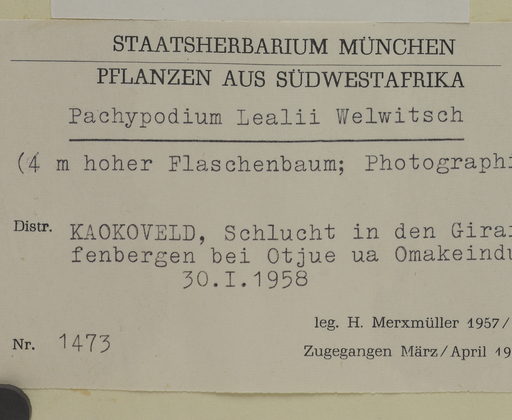 STAATSHERBARIUM MÜNCHEN
PFLANZEN AUS SÜDWESTAFRIKA
Pachypodium Lealii Welwitsch
(4 m hoher Flaschenbaum; Photographi
Distr. KAOKOVELD, Schlucht in den Giraf
fenbergen bei Otjue ua Omakeindu
30.I.1958
leg. H. Merxmüller 1957/
Nr. 1473
Zugegangen März/April 19